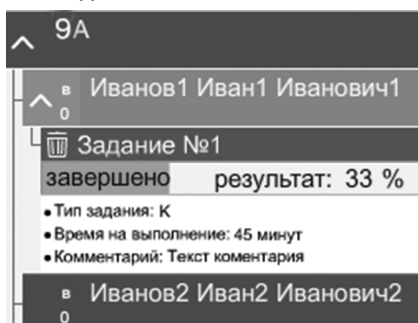 9А
в Иванов1 Иван1 Иванович1
0
Задание №1
завершено результат: 33 %
• Тип задания: К
• Время на выполнение: 45 минут
• Комментарий: Текст коментария
в Иванов2 Иван2 Иванович2
0